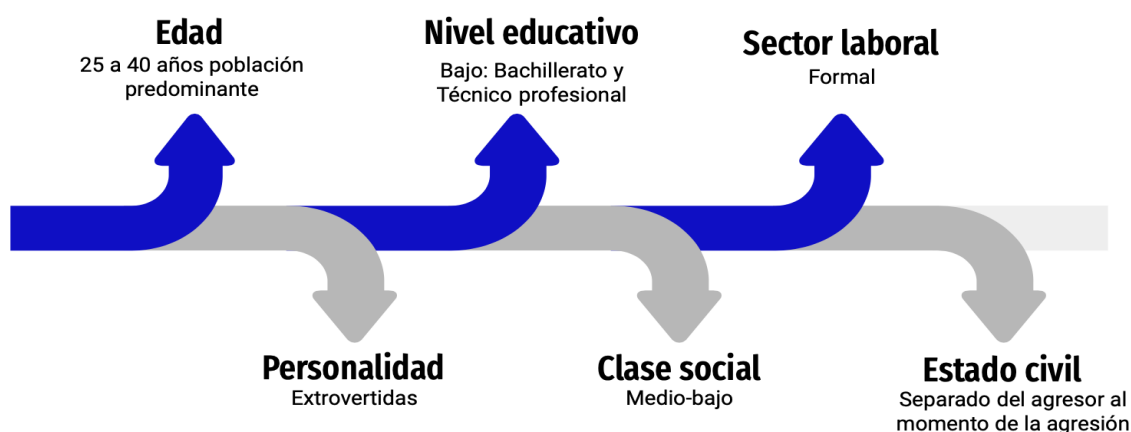 Edad
25 a 40 años población
predominante
Nivel educativo
Bajo: Bachillerato y
Técnico profesional
Sector laboral
Formal
Personalidad
Extrovertidas
Clase social
Medio-bajo
Estado civil
Separado del agresor al
momento de la agresión